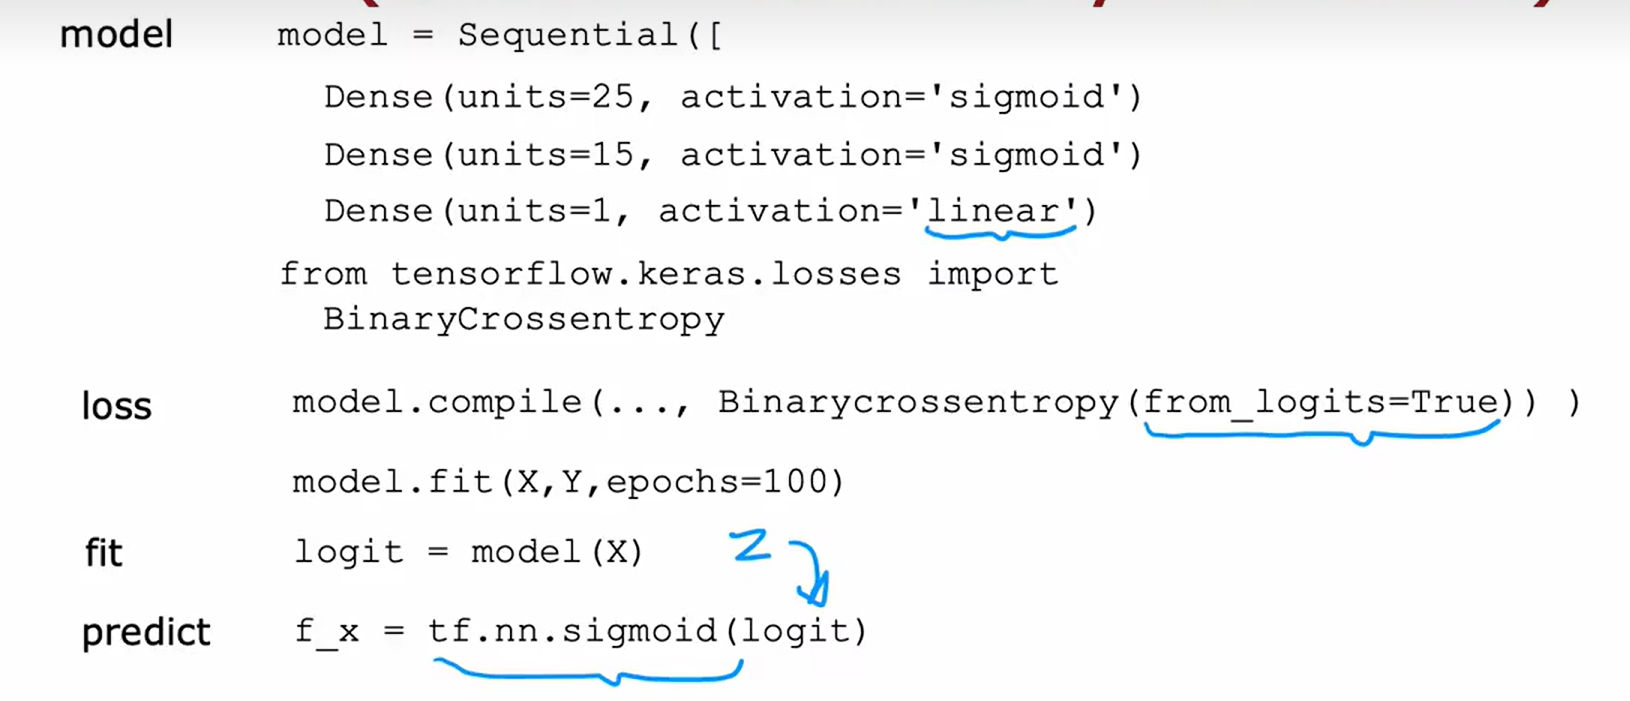 model model = Sequential([
Dense(units=25, activation='sigmoid')
Dense(units=15, activation='sigmoid')
Dense(units=1, activation='linear')
from tensorflow.keras.losses import
BinaryCrossentropy
loss model.compile(..., Binarycrossentropy(from_logits=True)) )
model.fit(X,Y,epochs=100)
fit logit = model(X) z
predict f_x = tf.nn.sigmoid(logit)